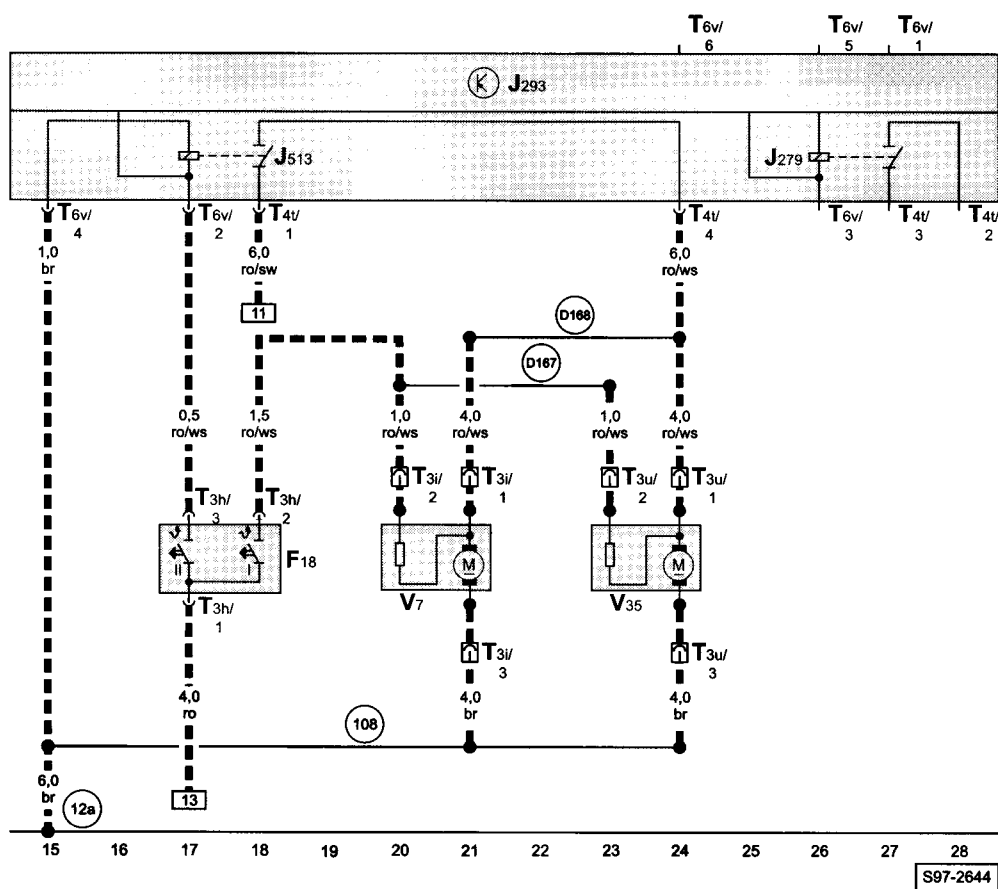 T6v/ T6v/ T6v/
6 5 1
K J293
J513 J279
T6v/ T6v/ T4t/ T4t/ T6v/ T4t/ T4t/
4 2 1 4 3 3 2
1,0 6,0 6,0
br ro/sw ro/ws
11
D168
D167
0,5 1,5 1,0 4,0 1,0 4,0
ro/ws ro/ws ro/ws ro/ws ro/ws ro/ws
T3i/ T3i/ T3u/ T3u/
2 1 2 1
T3h/ T3h/
3 2
II I F18 M M
V7 V35
T3h/
1
T3i/ T3u/
3 3
4,0 4,0 4,0
ro br br
108
6,0
br
12a 13
15 16 17 18 19 20 21 22 23 24 25 26 27 28
S97-2644